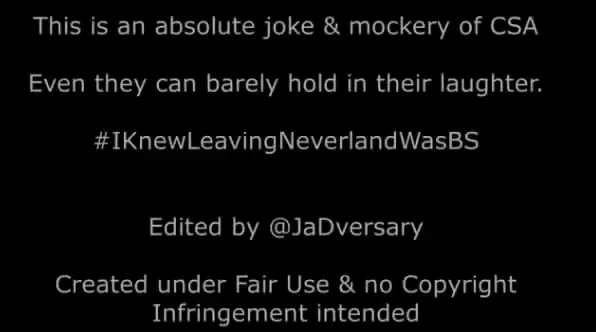 This is an absolute joke & mockery of CSA
Even they can barely hold in their laughter.
#IKnewLeavingNeverlandWasBS
Edited by @JaDversary
Created under Fair Use & no Copyright
Infringement intended